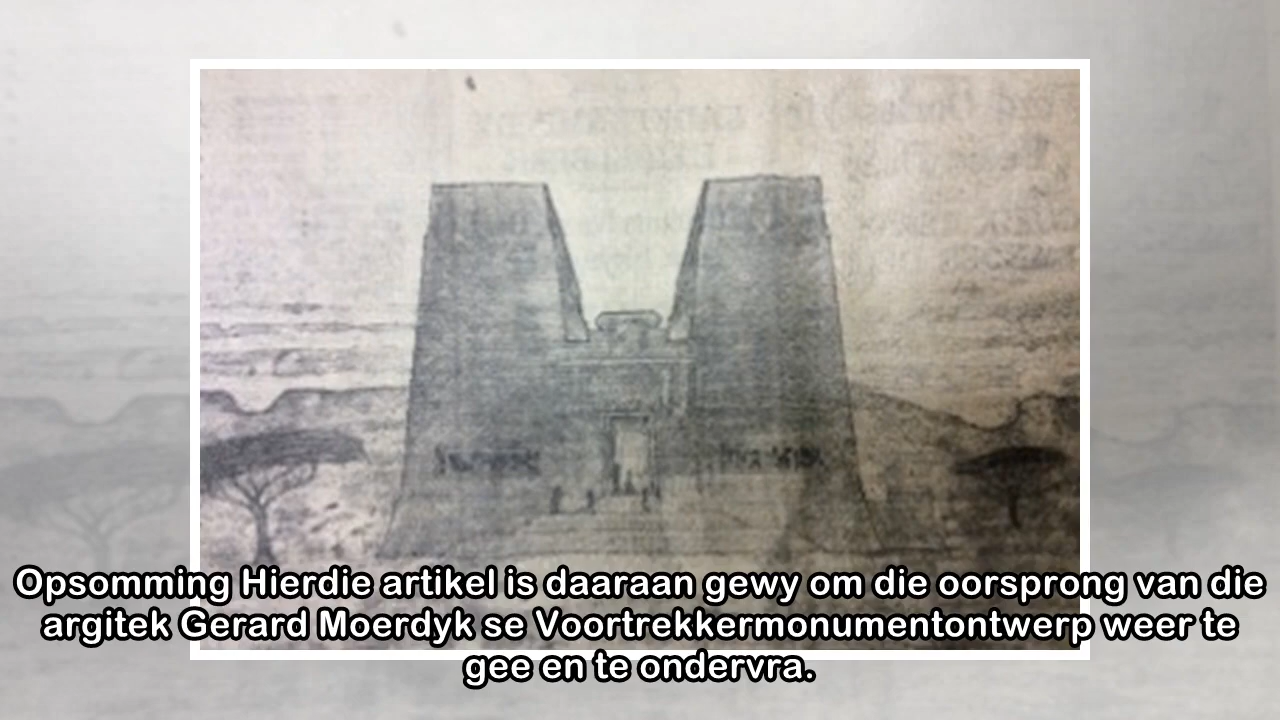 Opsomming Hierdie artikel is daaraan gewy om die oorsprong van die
argitek Gerard Moerdyk se Voortrekkermonumentontwerp weer te
gee en te ondervra.